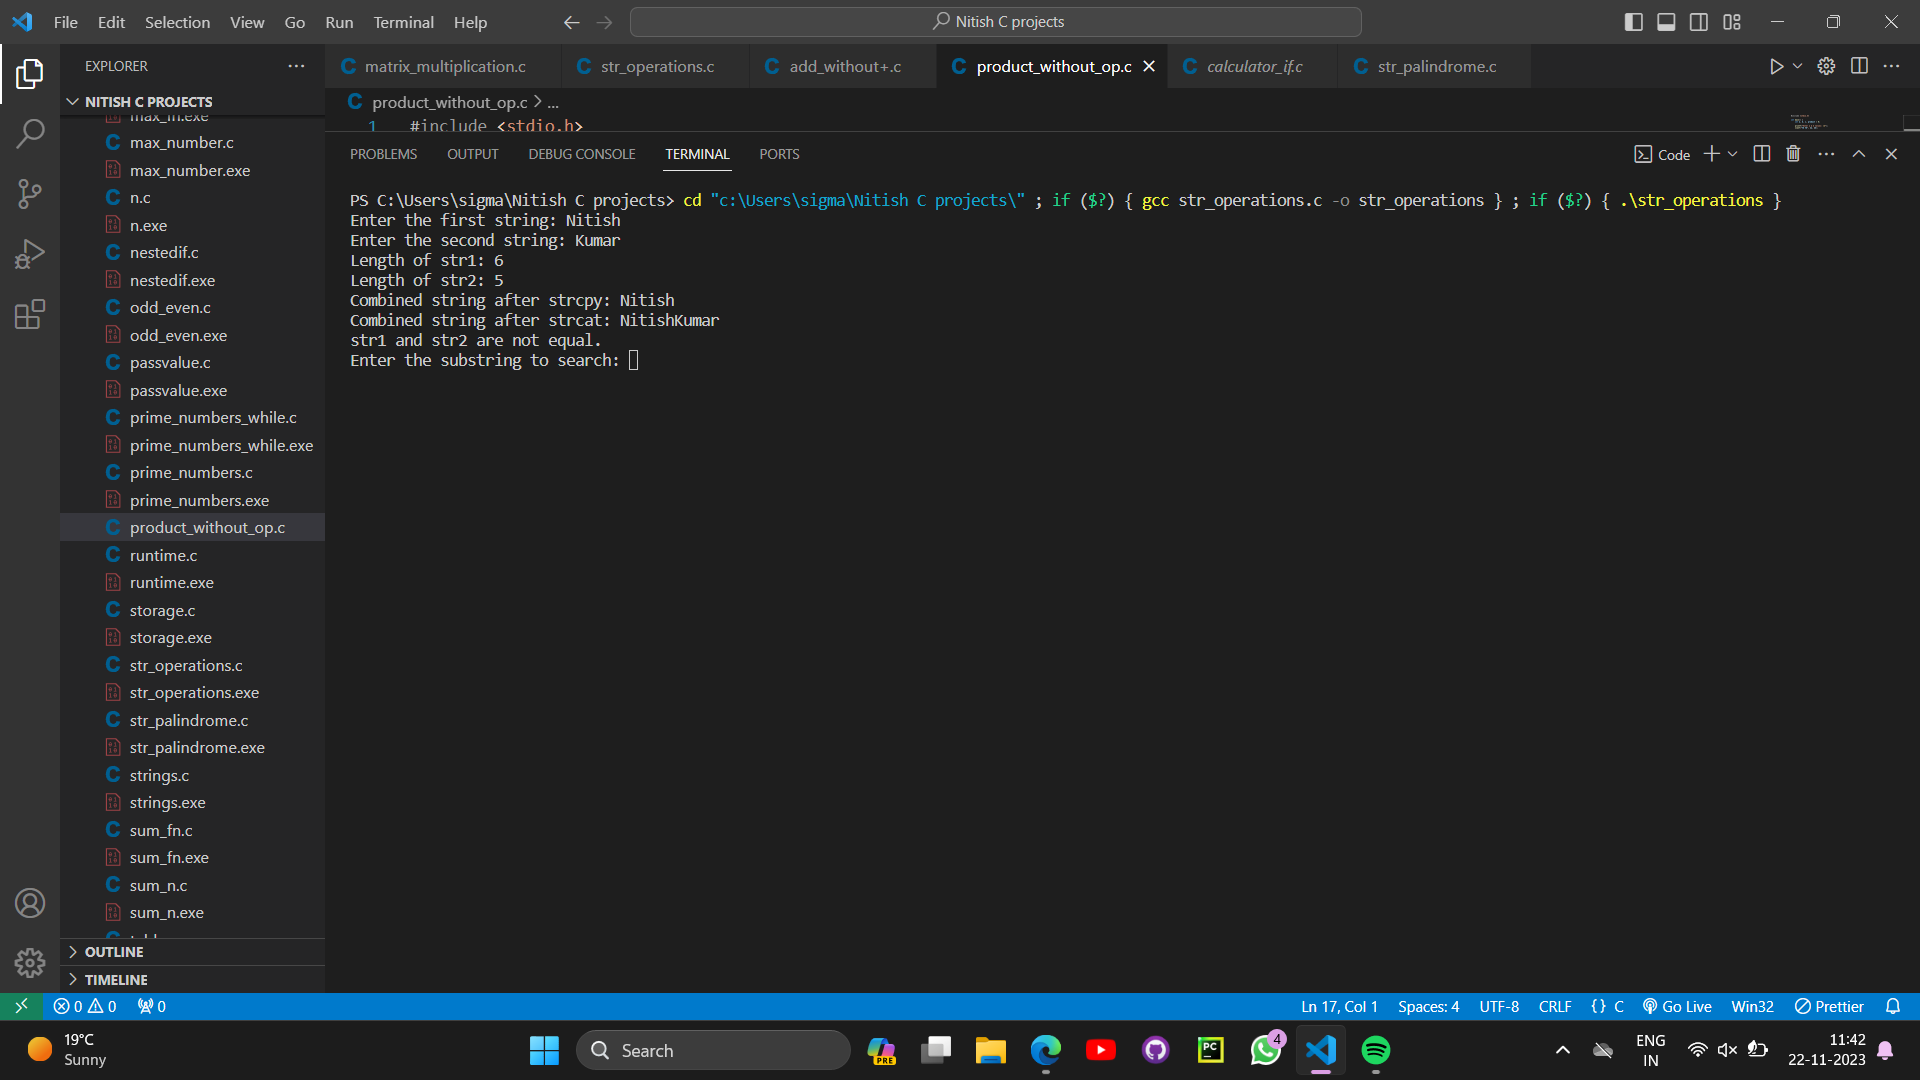 File Edit Selection View Go Run Terminal Help
Nitish C projects
EXPLORER
matrix_multiplication.c
str_operations.c
add_without+.c
product_without_op.c
calculator_if.c
str_palindrome.c
NITISH C PROJECTS
product_without_op.c > ...
1 #include <stdio.h>
max_fn.exe
max_number.c
max_number.exe
n.c
n.exe
nestedif.c
nestedif.exe
odd_even.c
odd_even.exe
passvalue.c
passvalue.exe
prime_numbers_while.c
prime_numbers_while.exe
prime_numbers.c
prime_numbers.exe
product_without_op.c
runtime.c
runtime.exe
storage.c
storage.exe
str_operations.c
str_operations.exe
str_palindrome.c
str_palindrome.exe
strings.c
strings.exe
sum_fn.c
sum_fn.exe
sum_n.c
sum_n.exe
OUTLINE
TIMELINE
PROBLEMS OUTPUT DEBUG CONSOLE TERMINAL PORTS
Code
PS C:\Users\sigma\Nitish C projects> cd "c:\Users\sigma\Nitish C projects\" ; if ($?) { gcc str_operations.c -o str_operations } ; if ($?) { .\str_operations }
Enter the first string: Nitish
Enter the second string: Kumar
Length of str1: 6
Length of str2: 5
Combined string after strcpy: Nitish
Combined string after strcat: NitishKumar
str1 and str2 are not equal.
Enter the substring to search:
0 0 0
Ln 17, Col 1 Spaces: 4 UTF-8 CRLF {} C Go Live Win32 Prettier
19°C
Sunny
Search
PRE
PC
4
ENG
IN
11:42
22-11-2023